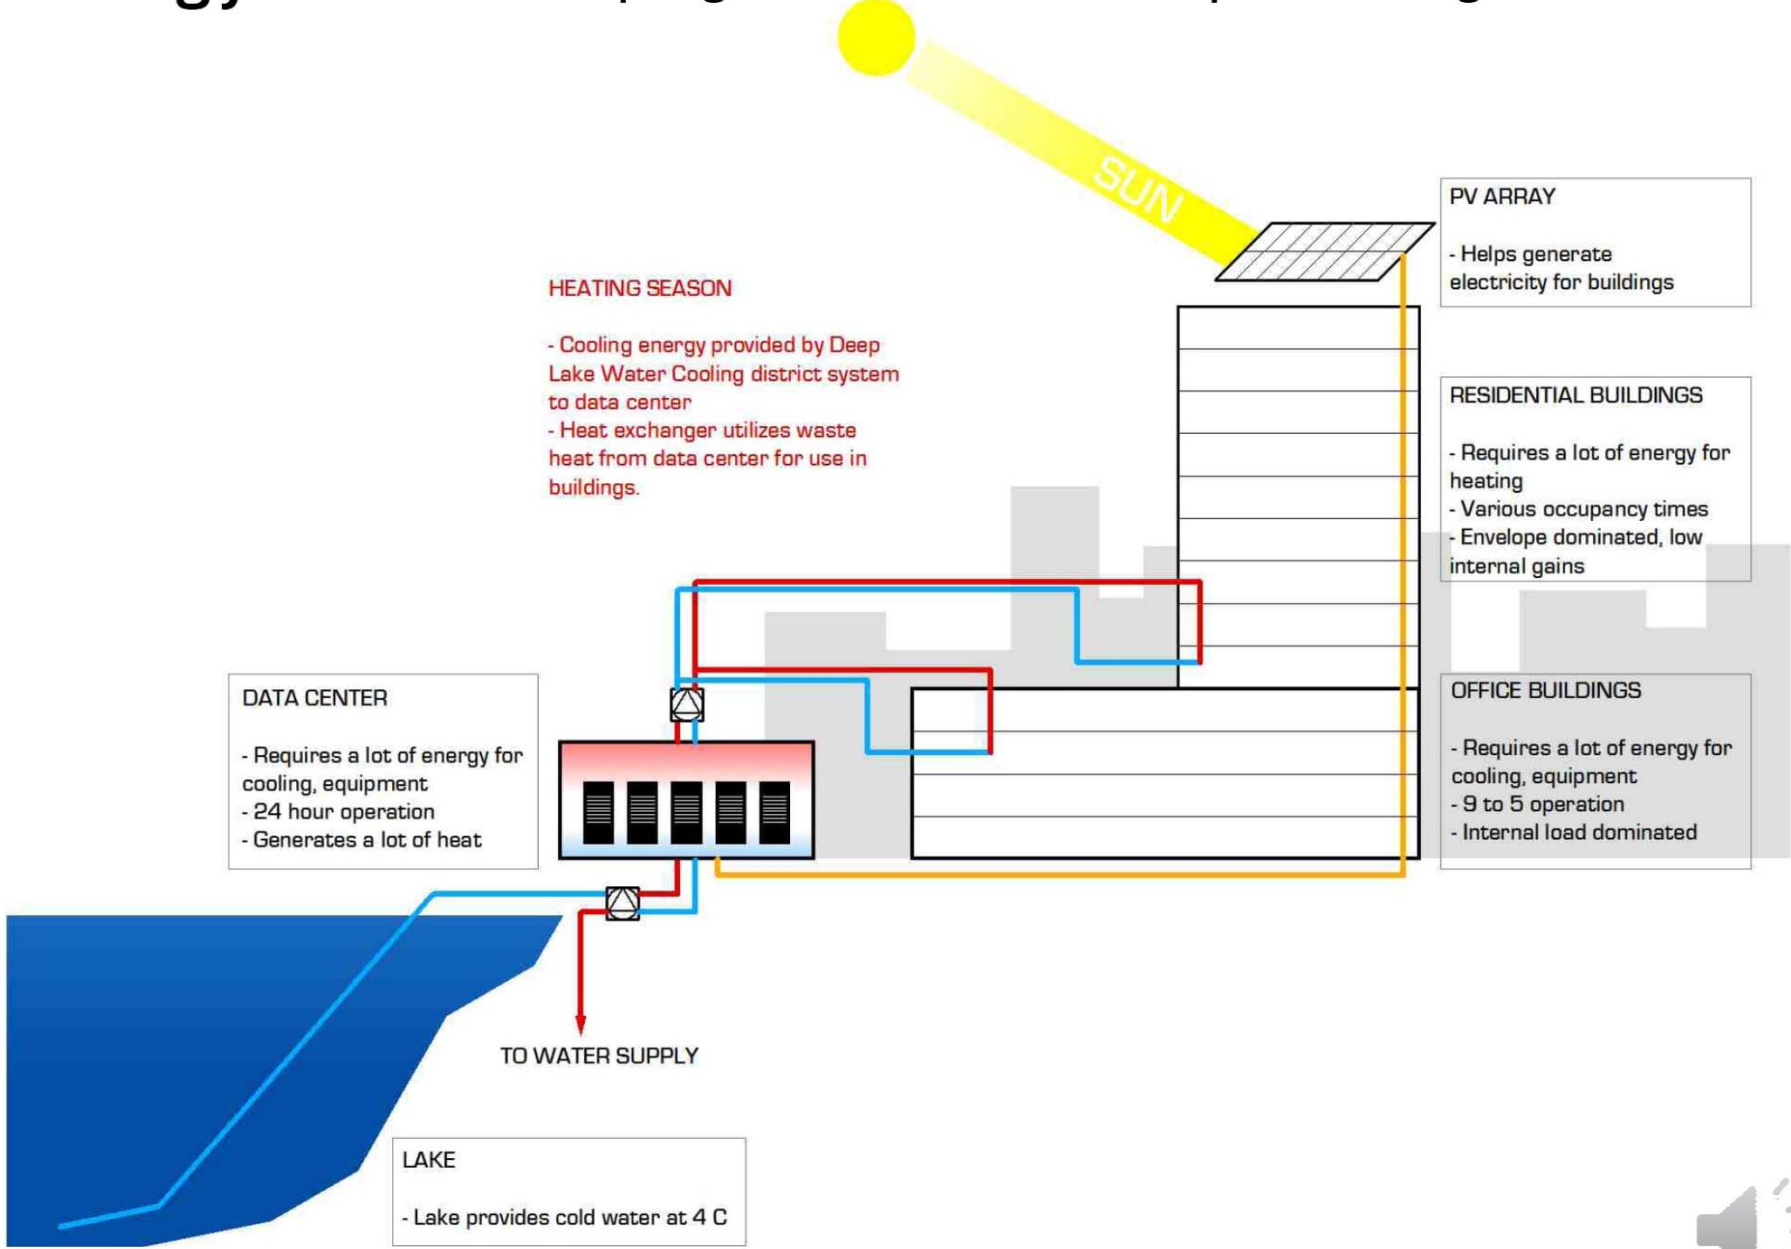 SUN
PV ARRAY
- Helps generate
electricity for buildings
HEATING SEASON
- Cooling energy provided by Deep
Lake Water Cooling district system
to data center
- Heat exchanger utilizes waste
heat from data center for use in
buildings.
RESIDENTIAL BUILDINGS
- Requires a lot of energy for
heating
- Various occupancy times
- Envelope dominated, low
internal gains
DATA CENTER
- Requires a lot of energy for
cooling, equipment
- 24 hour operation
- Generates a lot of heat
OFFICE BUILDINGS
- Requires a lot of energy for
cooling, equipment
- 9 to 5 operation
- Internal load dominated
TO WATER SUPPLY
LAKE
- Lake provides cold water at 4 C